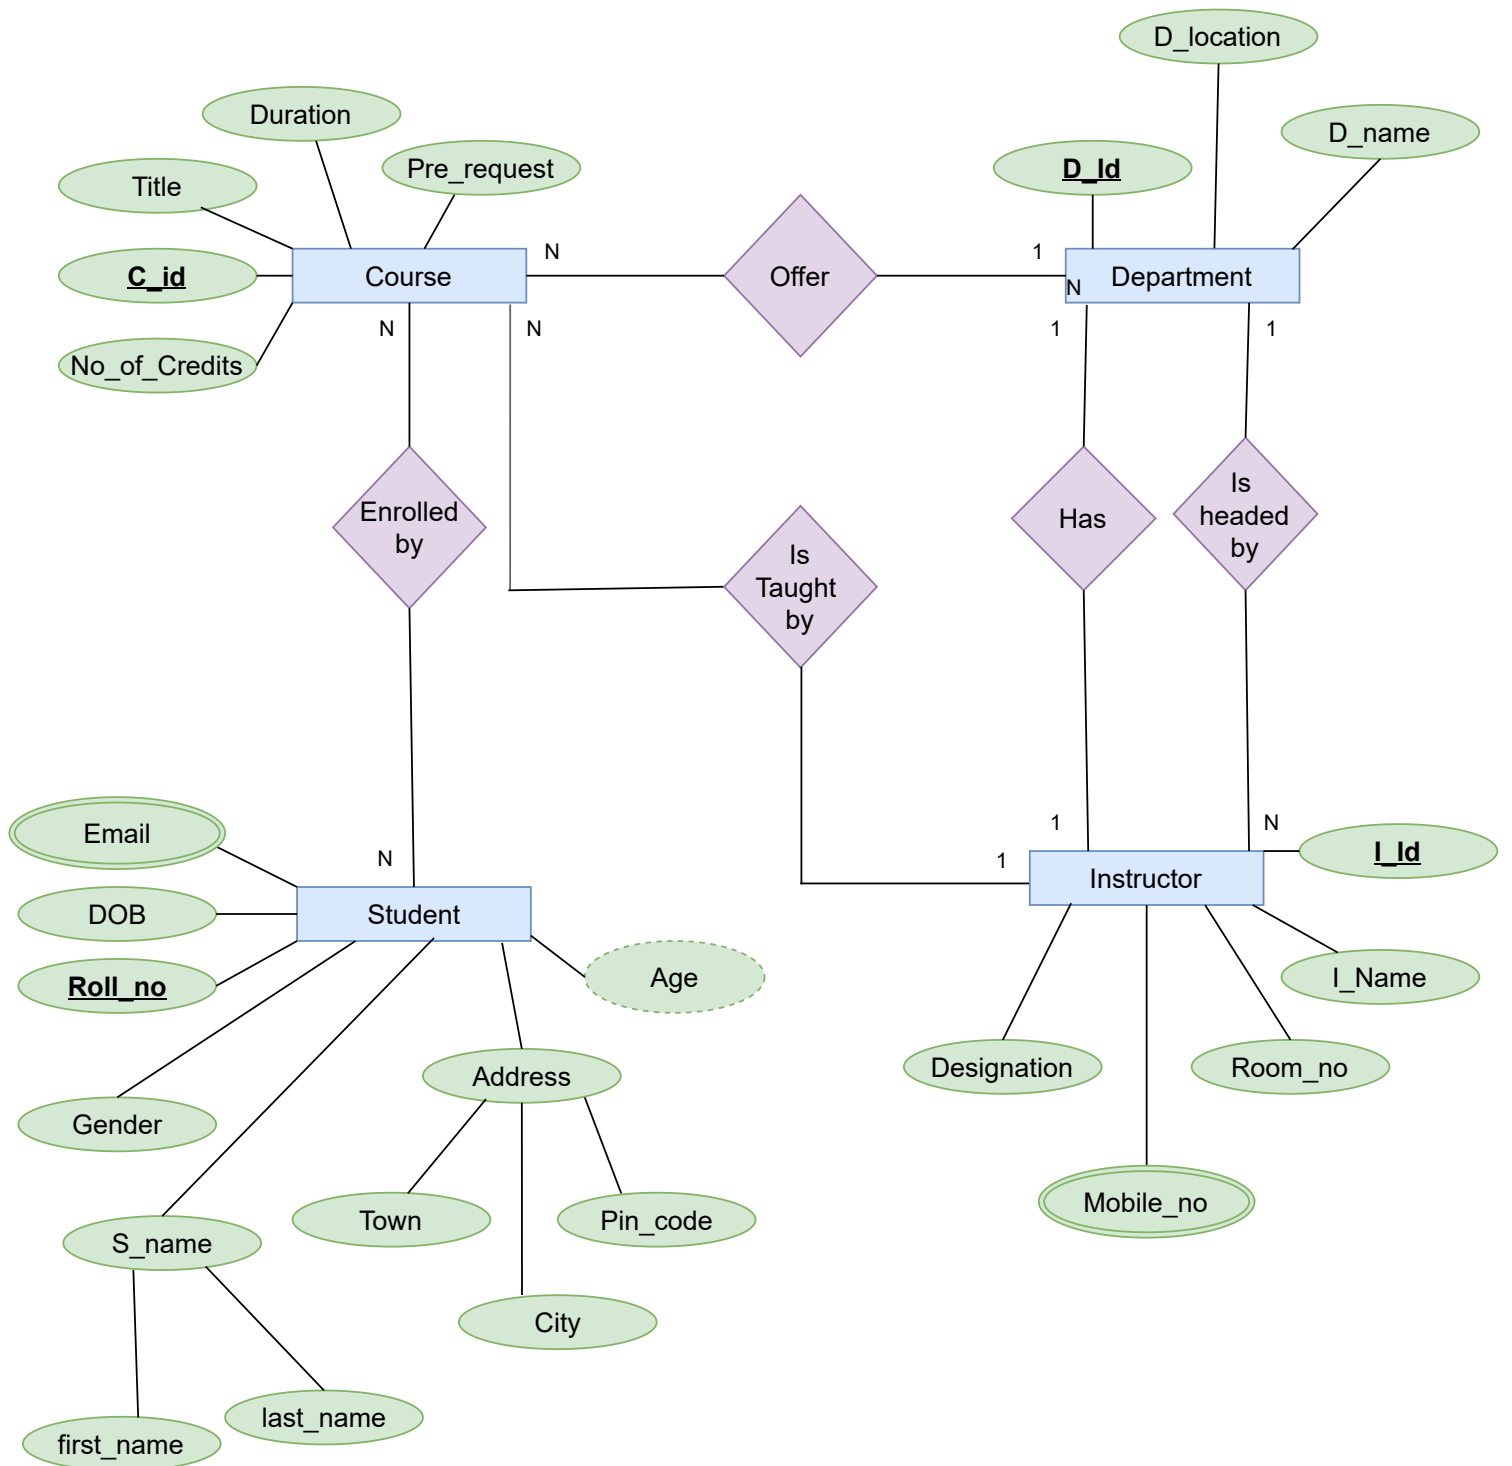 D_location
Duration
D_name
Pre_request
D_Id
Title
N
1
Course
Offer
Department
C_id
N
N
N
1
1
No_of_Credits
Enrolled
by
Is
Taught
by
Has
Is
headed
by
Email
N
1
N
1
I_Id
Instructor
DOB
Student
Roll_no
Age
I_Name
Gender
Address
Designation
Room_no
Town
Pin_code
Mobile_no
S_name
City
last_name
first_name